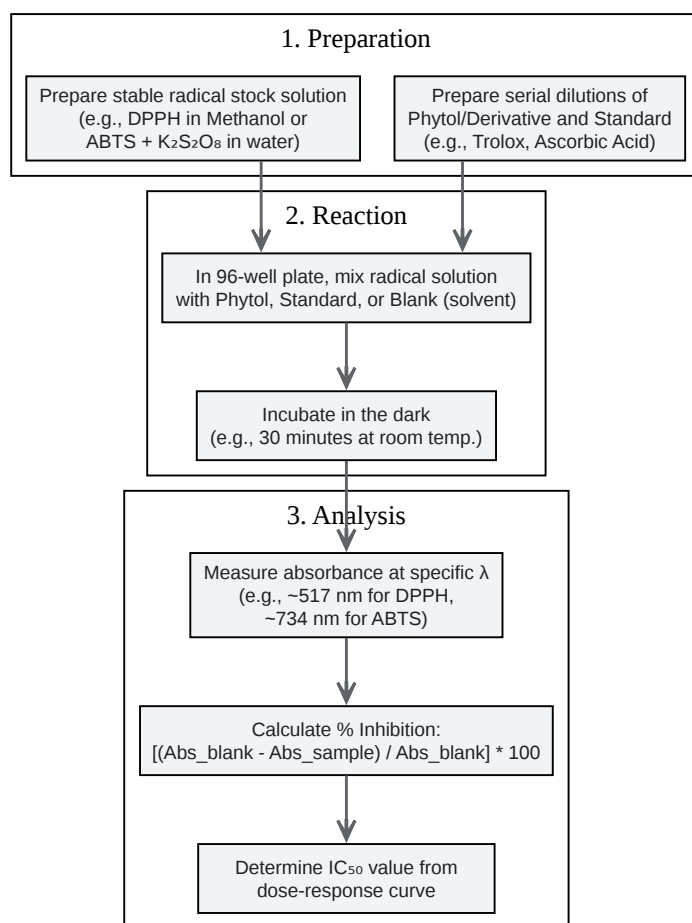 1. Preparation
Prepare stable radical stock solution
(e.g., DPPH in Methanol or
ABTS + K₂S₂O₈ in water)
Prepare serial dilutions of
Phytol/Derivative and Standard
(e.g., Trolox, Ascorbic Acid)
2. Reaction
In 96-well plate, mix radical solution
with Phytol, Standard, or Blank (solvent)
Incubate in the dark
(e.g., 30 minutes at room temp.)
3. Analysis
Measure absorbance at specific λ
(e.g., ~517 nm for DPPH,
~734 nm for ABTS)
Calculate % Inhibition:
[(Abs_blank - Abs_sample) / Abs_blank] * 100
Determine IC₅₀ value from
dose-response curve